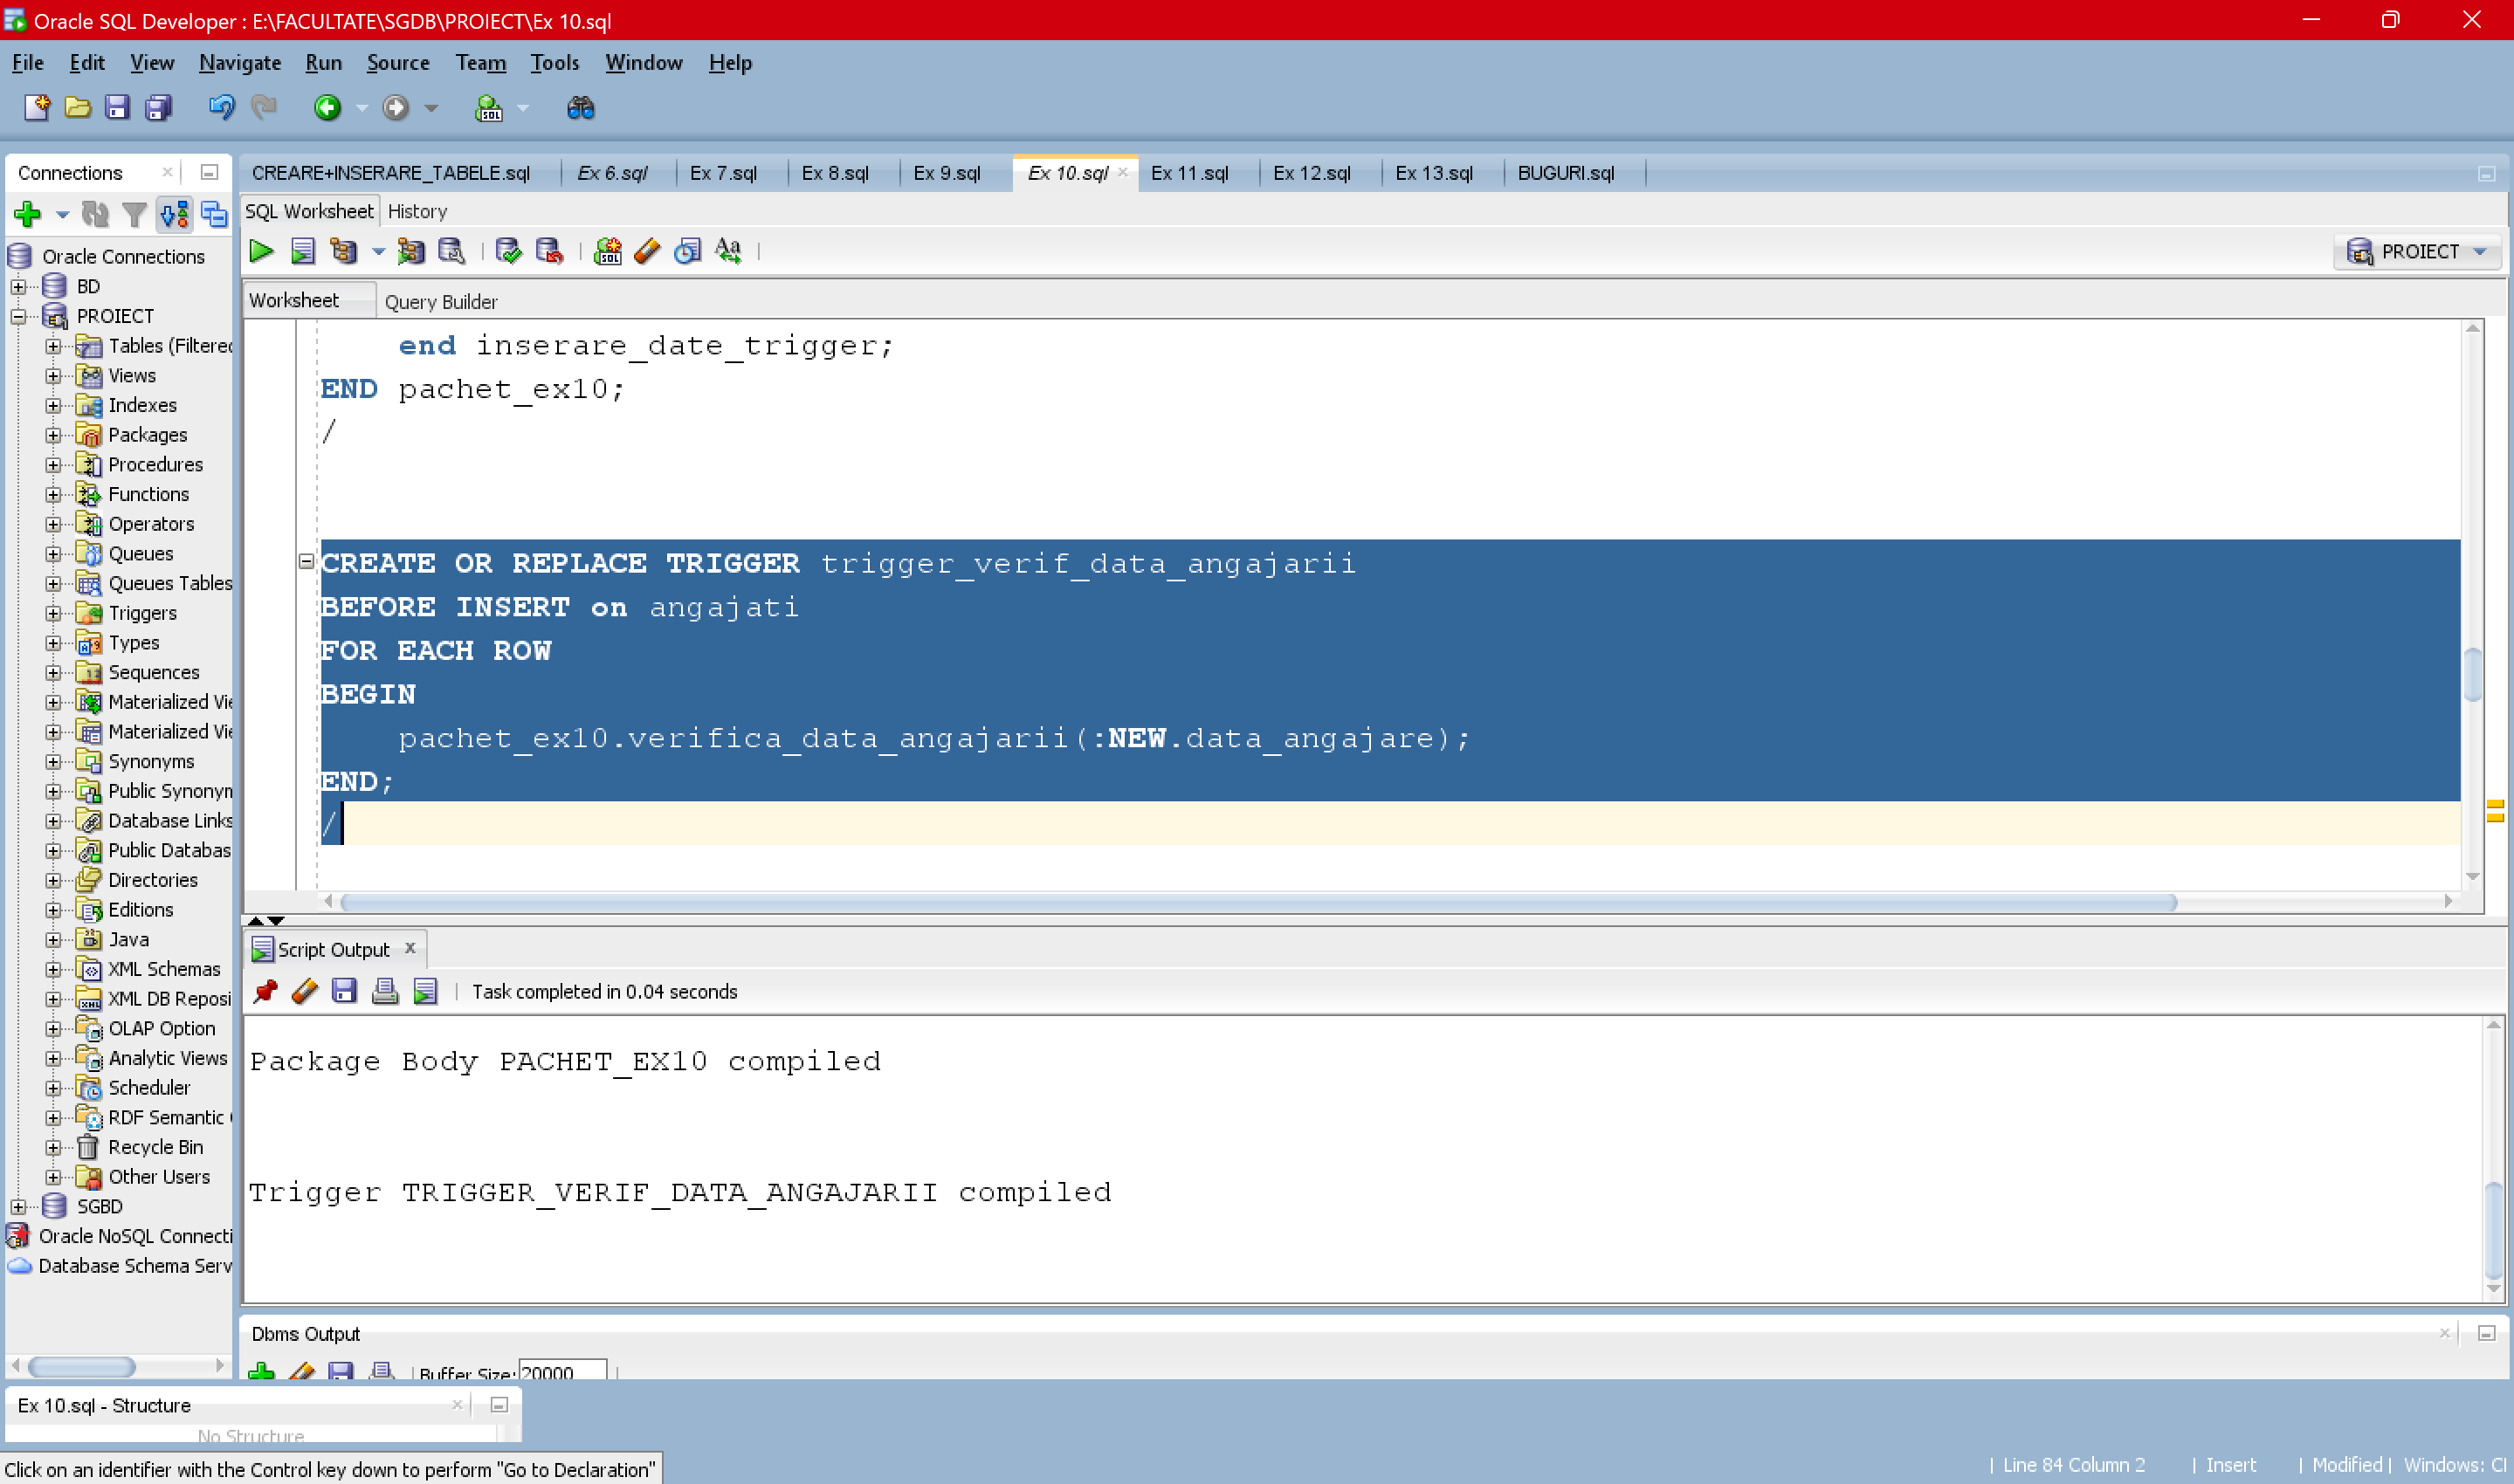 Oracle SQL Developer : E:\FACULTATE\SGDB\PROIECT\Ex 10.sql
File Edit View Navigate Run Source Team Tools Window Help
Connections
Oracle Connections
BD
PROIECT
Tables (Filtered
Views
Indexes
Packages
Procedures
Functions
Operators
Queues
Queues Tables
Triggers
Types
Sequences
Materialized Vie
Materialized Vie
Synonyms
Public Synonyn
Database Links
Public Databas
Directories
Editions
Java
XML Schemas
XML DB Reposi
OLAP Option
Analytic Views
Scheduler
RDF Semantic
Recycle Bin
Other Users
SGBD
Oracle NoSQL Connecti
Database Schema Serv
CREARE+INSERARE_TABELE.sql Ex 6.sql Ex 7.sql Ex 8.sql Ex 9.sql Ex 10.sql Ex 11.sql Ex 12.sql Ex 13.sql BUGURI.sql
SQL Worksheet History
PROIECT
Worksheet Query Builder
end inserare_date_trigger;
END pachet_ex10;
/
CREATE OR REPLACE TRIGGER trigger_verif_data_angajarii
BEFORE INSERT on angajati
FOR EACH ROW
BEGIN
pachet_ex10.verifica_data_angajarii(:NEW.data_angajare);
END;
/
Script Output
Task completed in 0.04 seconds
Package Body PACHET_EX10 compiled
Trigger TRIGGER_VERIF_DATA_ANGAJARII compiled
Dbms Output
Buffer Size: 20000
Ex 10.sql - Structure
No Structure
Click on an identifier with the Control key down to perform "Go to Declaration"
| Line 84 Column 2 | Insert | Modified | Windows: Cl